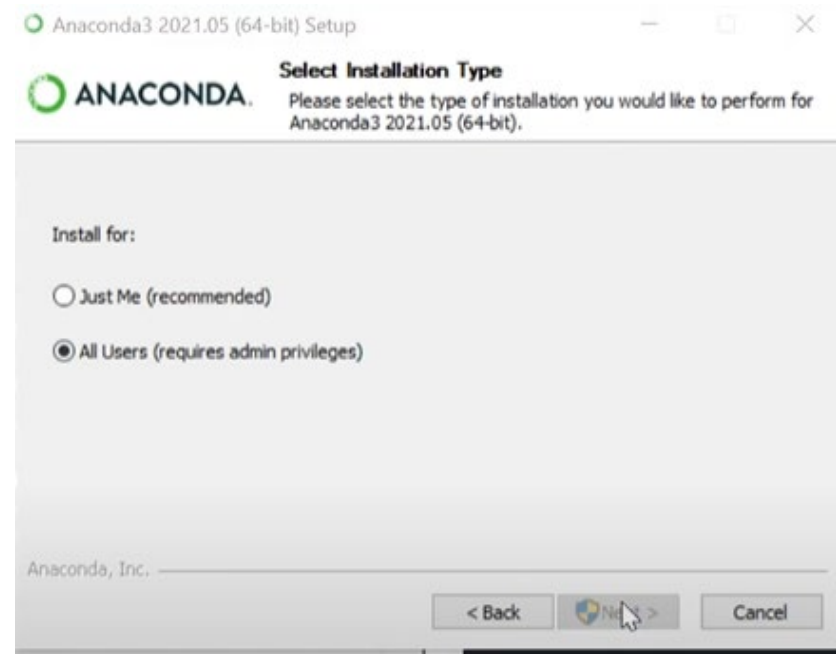 Anaconda3 2021.05 (64-bit) Setup
ANACONDA.
Select Installation Type
Please select the type of installation you would like to perform for
Anaconda3 2021.05 (64-bit).
Install for:
Just Me (recommended)
All Users (requires admin privileges)
Anaconda, Inc.
< Back
Next >
Cancel